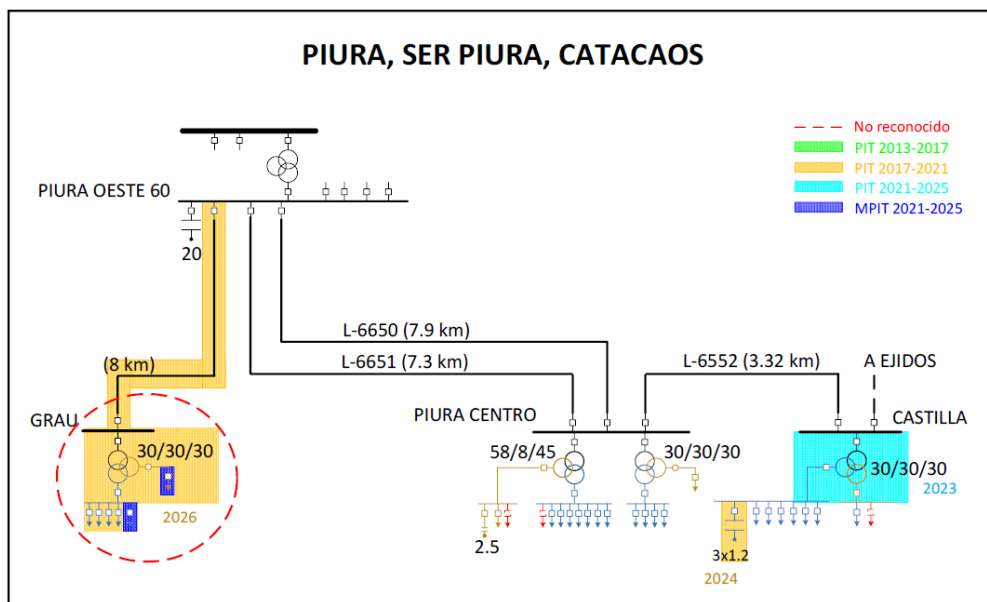 PIURA, SER PIURA, CATACAOS
No reconocido
PIT 2013-2017
PIT 2017-2021
PIT 2021-2025
MPIT 2021-2025
PIURA OESTE 60
20
L-6650 (7.9 km)
(8 km)
L-6651 (7.3 km)
L-6552 (3.32 km)
A EJIDOS
GRAU
PIURA CENTRO
CASTILLA
30/30/30
58/8/45
30/30/30
30/30/30
2023
2026
2.5
3x1.2
2024